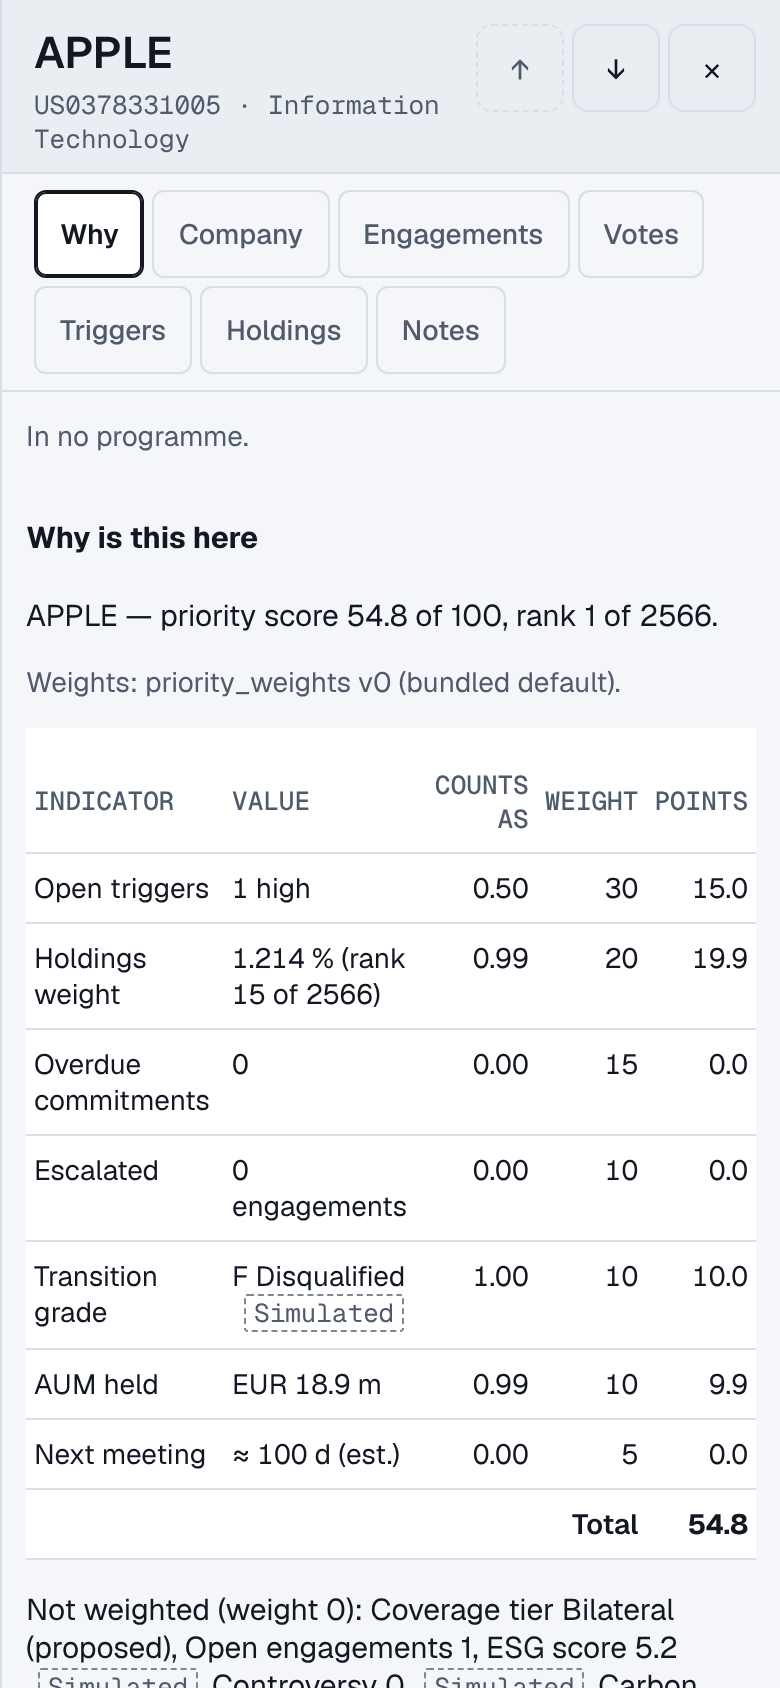 APPLE
↑ ↓ ×
US0378331005 · Information
Technology
Why Company Engagements Votes
Triggers Holdings Notes
In no programme.
Why is this here
APPLE — priority score 54.8 of 100, rank 1 of 2566.
Weights: priority_weights v0 (bundled default).
INDICATOR VALUE COUNTS AS WEIGHT POINTS
Open triggers 1 high 0.50 30 15.0
Holdings 1.214 % (rank 0.99 20 19.9
weight 15 of 2566)
Overdue 0 0.00 15 0.0
commitments
Escalated 0 0.00 10 0.0
engagements
Transition F Disqualified 1.00 10 10.0
grade Simulated
AUM held EUR 18.9 m 0.99 10 9.9
Next meeting ≈ 100 d (est.) 0.00 5 0.0
Total 54.8
Not weighted (weight 0): Coverage tier Bilateral
(proposed), Open engagements 1, ESG score 5.2
Simulated Controversy 0 Simulated Carbon